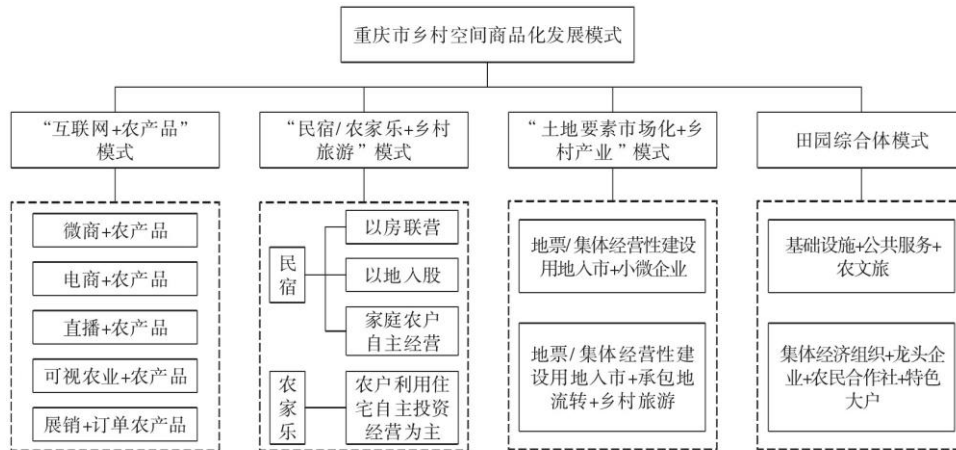 重庆市乡村空间商品化发展模式
“互联网+农产品”
模式
微商+农产品
电商+农产品
直播+农产品
可视农业+农产品
展销+订单农产品
“民宿/农家乐+乡村
旅游”模式
民
宿
以房联营
以地入股
家庭农户
自主经营
农
家
乐
农户利用住
宅自主投资
经营为主
“土地要素市场化+乡
村产业”模式
地票/集体经营性建设
用地入市+小微企业
地票/集体经营性建
设用地入市+承包地
流转+乡村旅游
田园综合体模式
基础设施+公共服务+
农文旅
集体经济组织+龙头企
业+农民合作社+特色
大户